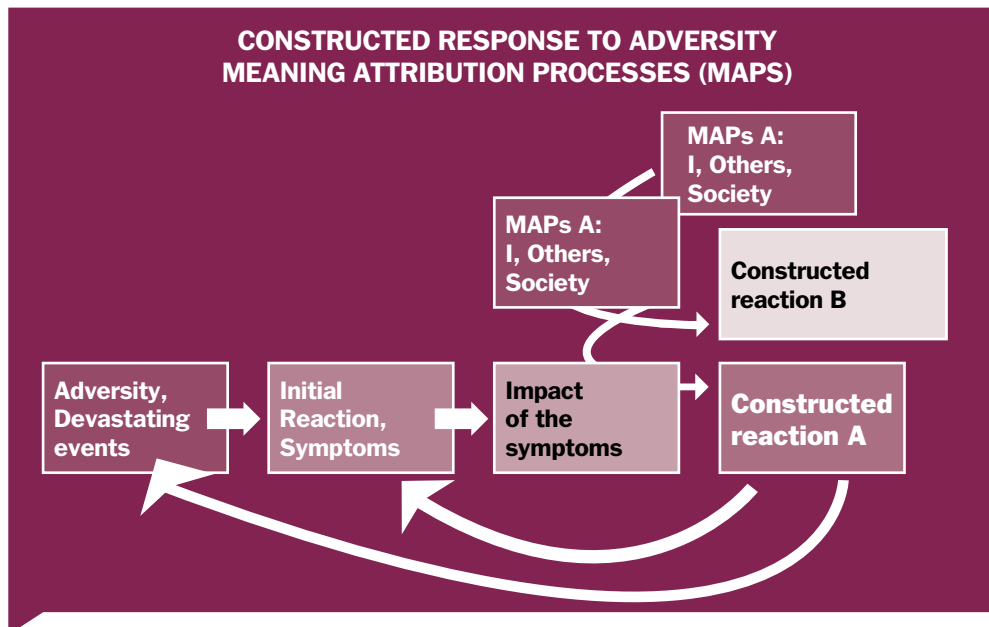 CONSTRUCTED RESPONSE TO ADVERSITY
MEANING ATTRIBUTION PROCESSES (MAPS)
MAPs A:
I, Others,
Society
MAPs A:
I, Others,
Society
Constructed
reaction B
Adversity,
Devastating
events
Initial
Reaction,
Symptoms
Impact
of the
symptoms
Constructed
reaction A